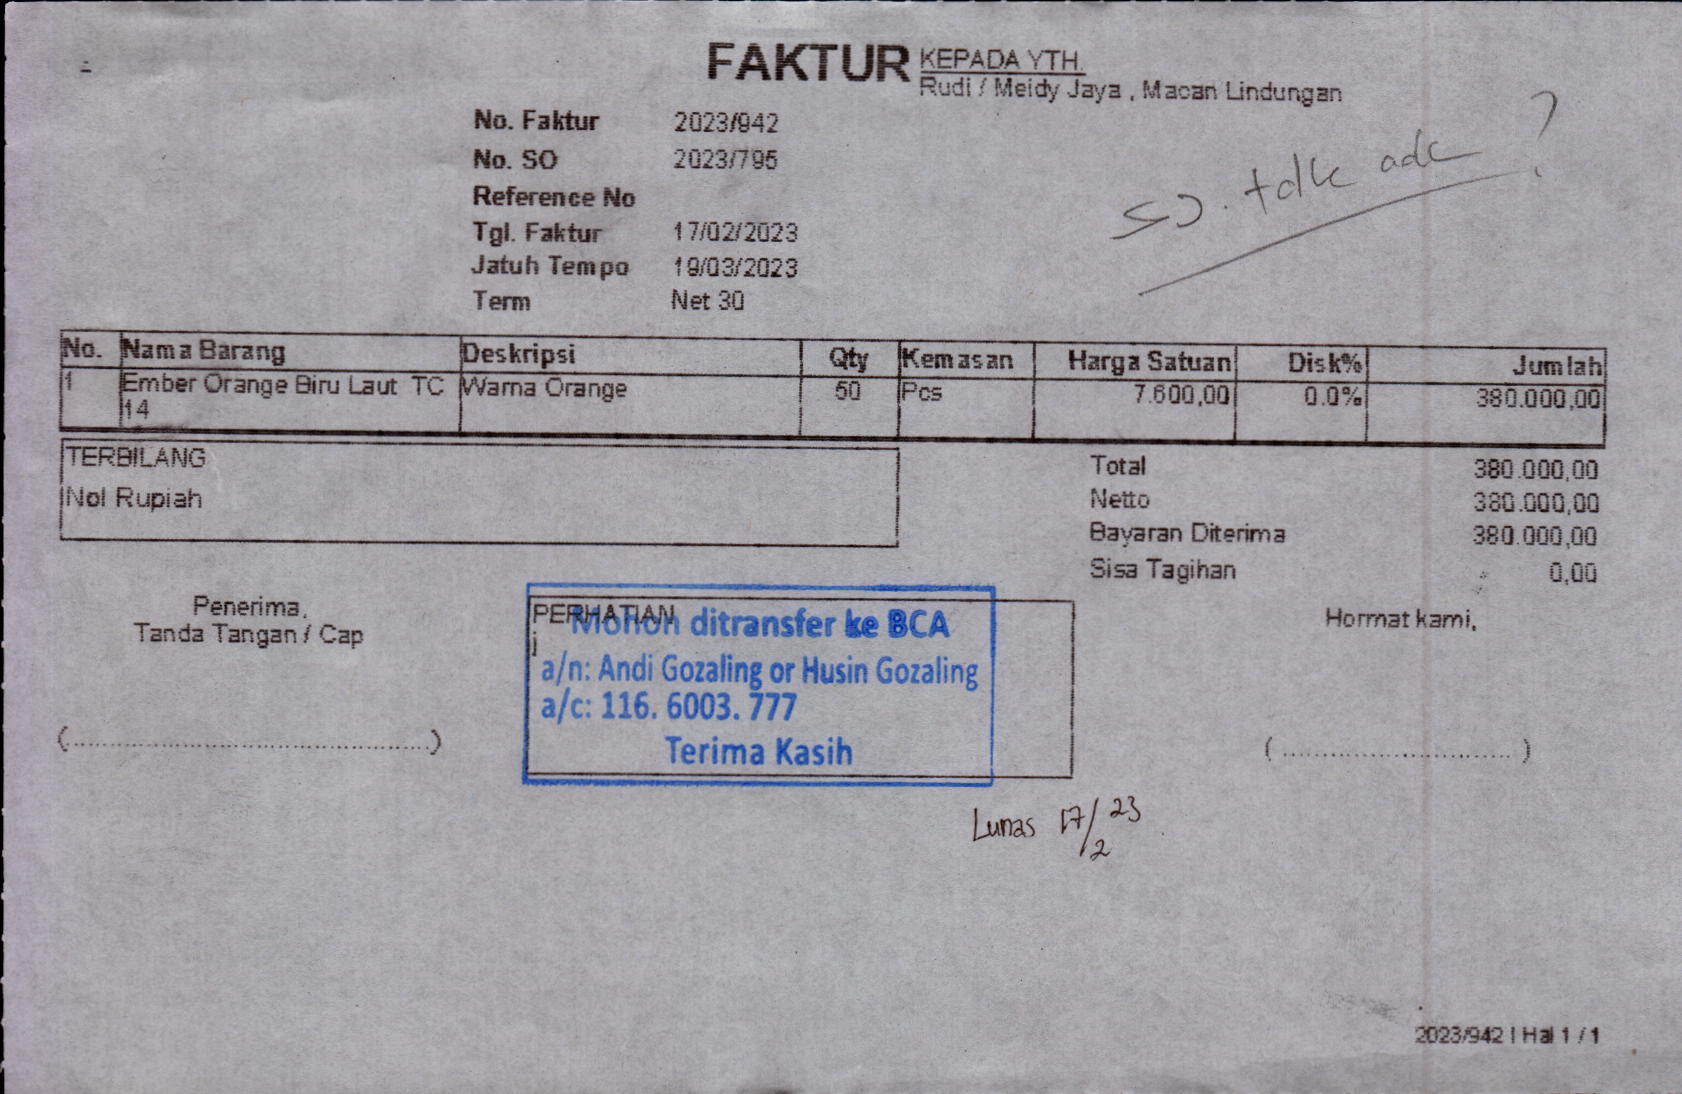 FAKTUR
KEPADA YTH.
Rudi / Meidy Jaya , Macan Lindungan
No. Faktur 2023/942
No. SO 2023/795
Reference No
Tgl. Faktur 17/02/2023
Jatuh Tempo 19/03/2023
Term Net 30
SO. tdk ada ?
No. Nama Barang Deskripsi Qty Kemasan Harga Satuan Disk% Jumlah
1 Ember Orange Biru Laut TC Warna Orange 50 Pcs 7.600,00 0.0% 380.000,00
14
TERBILANG
Nol Rupiah
Total 380.000,00
Netto 380.000,00
Bayaran Diterima 380.000,00
Sisa Tagihan 0,00
Penerima,
Tanda Tangan / Cap
(..............................................)
PERHATIAN
j
Mohon ditransfer ke BCA
a/n: Andi Gozaling or Husin Gozaling
a/c: 116. 6003. 777
Terima Kasih
Hormat kami,
(..............................)
Lunas 17/2 23
2023/942 | Hal 1 / 1